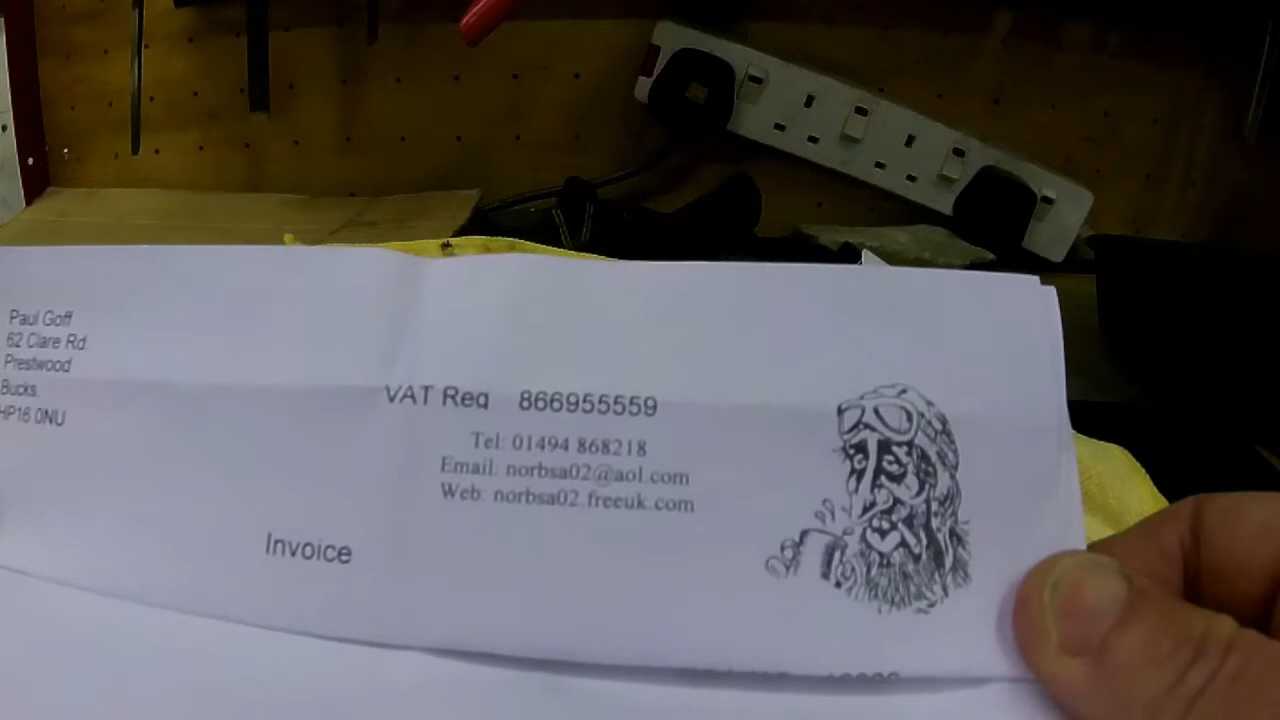 Paul Goff
62 Clare Rd.
Prestwood
Bucks.
HP16 0NU
VAT Reg 866955559
Tel: 01494 868218
Email: norbsa02@aol.com
Web: norbsa02.freeuk.com
Invoice